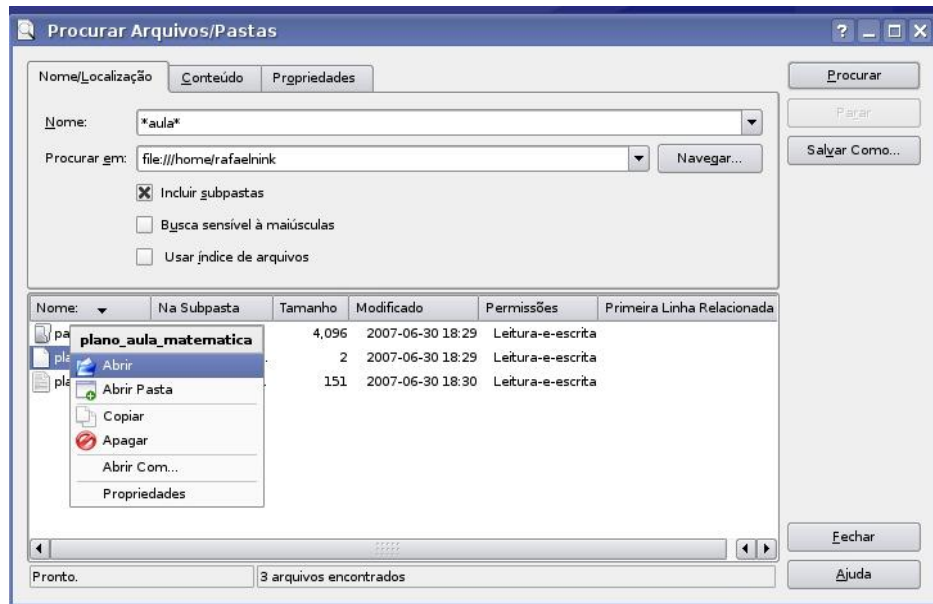 Procurar Arquivos/Pastas
Nome/Localização Conteúdo Propriedades
Procurar
Nome: *aula*
Parar
Procurar em: file:///home/rafaelnink Navegar...
Salvar Como...
Incluir subpastas
Busca sensível à maiúsculas
Usar índice de arquivos
Nome: Na Subpasta Tamanho Modificado Permissões Primeira Linha Relacionada
pa 4,096 2007-06-30 18:29 Leitura-e-escrita
pla 2 2007-06-30 18:29 Leitura-e-escrita
pla 151 2007-06-30 18:30 Leitura-e-escrita
plano_aula_matematica
Abrir
Abrir Pasta
Copiar
Apagar
Abrir Com...
Propriedades
Fechar
Pronto. 3 arquivos encontrados
Ajuda